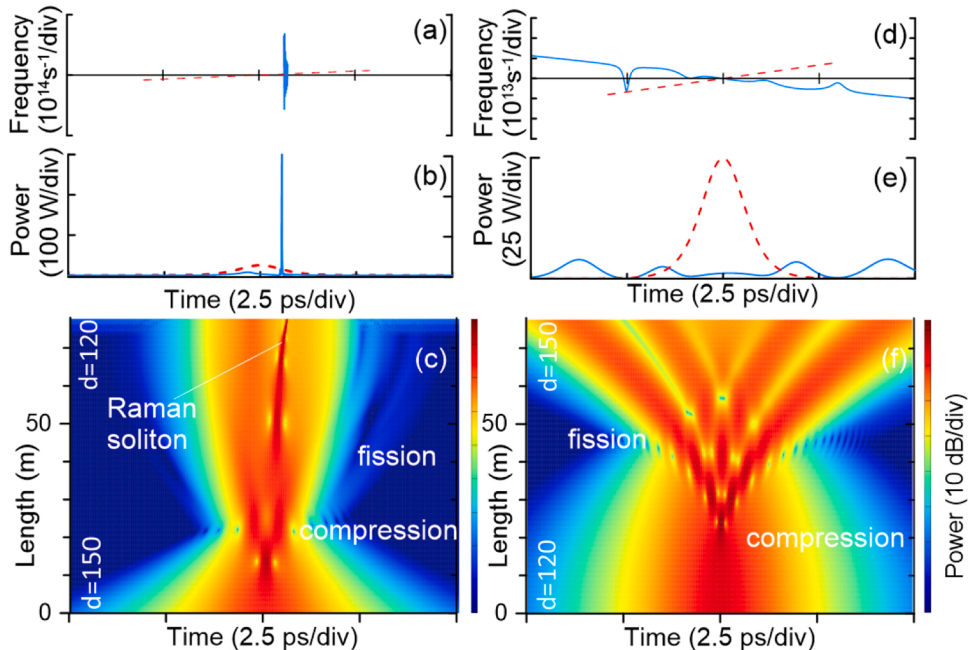 (a)
Frequency
(10¹⁴s⁻¹/div)
(b)
Power
(100 W/div)
Time (2.5 ps/div)
(d)
Frequency
(10¹³s⁻¹/div)
(e)
Power
(25 W/div)
Time (2.5 ps/div)
d=120
(c)
Raman
soliton
50
fission
compression
Length (m)
d=150
0
Time (2.5 ps/div)
d=150
(f)
50
fission
compression
Length (m)
d=120
0
Time (2.5 ps/div)
Power (10 dB/div)